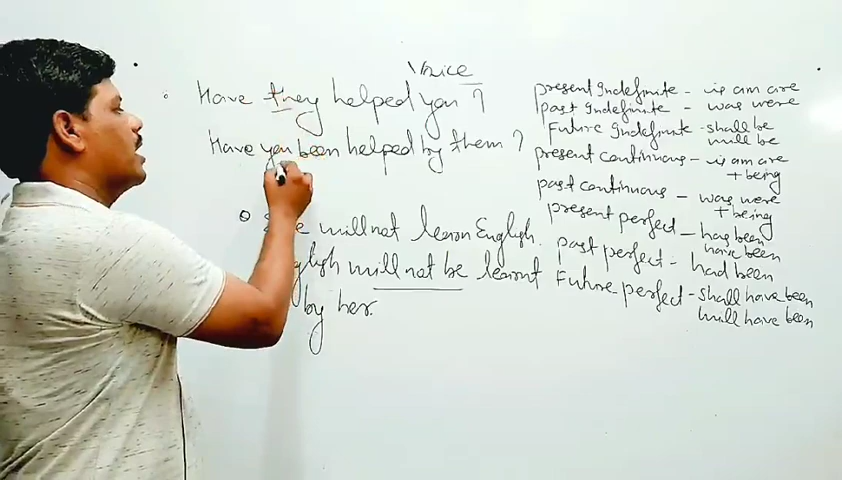 Voice
Have they helped you ?
Have you been helped by them ?
She will not learn English.
English will not be learnt
by her.
present Indefinite - is am are
past Indefinite - was were
Future Indefinite - shall be
will be
present continuous - is am are
+ being
past continuous - was were
+ being
present perfect - has been
have been
past perfect - had been
Future perfect - shall have been
will have been